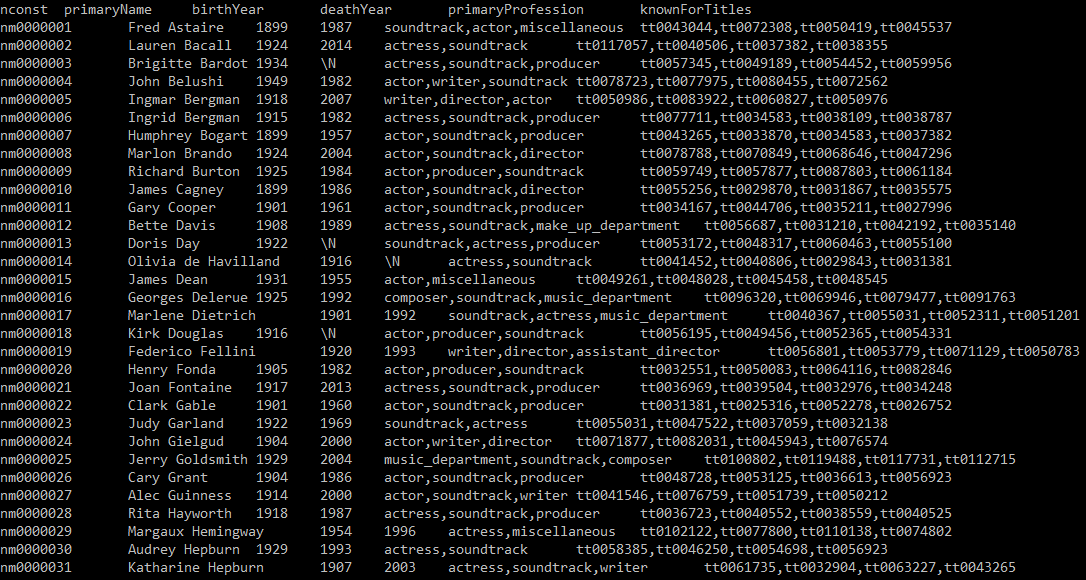 nconst primaryName birthYear deathYear primaryProfession knownForTitles
nm0000001 Fred Astaire 1899 1987 soundtrack,actor,miscellaneous tt0043044,tt0072308,tt0050419,tt0045537
nm0000002 Lauren Bacall 1924 2014 actress,soundtrack tt0117057,tt0040506,tt0037382,tt0038355
nm0000003 Brigitte Bardot 1934 \N actress,soundtrack,producer tt0057345,tt0049189,tt0054452,tt0059956
nm0000004 John Belushi 1949 1982 actor,writer,soundtrack tt0078723,tt0077975,tt0080455,tt0072562
nm0000005 Ingmar Bergman 1918 2007 writer,director,actor tt0050986,tt0083922,tt0060827,tt0050976
nm0000006 Ingrid Bergman 1915 1982 actress,soundtrack,producer tt0077711,tt0034583,tt0038109,tt0038787
nm0000007 Humphrey Bogart 1899 1957 actor,soundtrack,producer tt0043265,tt0033870,tt0034583,tt0037382
nm0000008 Marlon Brando 1924 2004 actor,soundtrack,director tt0078788,tt0070849,tt0068646,tt0047296
nm0000009 Richard Burton 1925 1984 actor,producer,soundtrack tt0059749,tt0057877,tt0087803,tt0061184
nm0000010 James Cagney 1899 1986 actor,soundtrack,director tt0055256,tt0029870,tt0031867,tt0035575
nm0000011 Gary Cooper 1901 1961 actor,soundtrack,producer tt0034167,tt0044706,tt0035211,tt0027996
nm0000012 Bette Davis 1908 1989 actress,soundtrack,make_up_department tt0056687,tt0031210,tt0042192,tt0035140
nm0000013 Doris Day 1922 \N soundtrack,actress,producer tt0053172,tt0048317,tt0060463,tt0055100
nm0000014 Olivia de Havilland 1916 \N actress,soundtrack tt0041452,tt0040806,tt0029843,tt0031381
nm0000015 James Dean 1931 1955 actor,miscellaneous tt0049261,tt0048028,tt0045458,tt0048545
nm0000016 Georges Delerue 1925 1992 composer,soundtrack,music_department tt0096320,tt0069946,tt0079477,tt0091763
nm0000017 Marlene Dietrich 1901 1992 soundtrack,actress,music_department tt0040367,tt0055031,tt0052311,tt0051201
nm0000018 Kirk Douglas 1916 \N actor,producer,soundtrack tt0056195,tt0049456,tt0052365,tt0054331
nm0000019 Federico Fellini 1920 1993 writer,director,assistant_director tt0056801,tt0053779,tt0071129,tt0050783
nm0000020 Henry Fonda 1905 1982 actor,producer,soundtrack tt0032551,tt0050083,tt0064116,tt0082846
nm0000021 Joan Fontaine 1917 2013 actress,soundtrack,producer tt0036969,tt0039504,tt0032976,tt0034248
nm0000022 Clark Gable 1901 1960 actor,soundtrack,producer tt0031381,tt0025316,tt0052278,tt0026752
nm0000023 Judy Garland 1922 1969 soundtrack,actress tt0055031,tt0047522,tt0037059,tt0032138
nm0000024 John Gielgud 1904 2000 actor,writer,director tt0071877,tt0082031,tt0045943,tt0076574
nm0000025 Jerry Goldsmith 1929 2004 music_department,soundtrack,composer tt0100802,tt0119488,tt0117731,tt0112715
nm0000026 Cary Grant 1904 1986 actor,soundtrack,producer tt0048728,tt0053125,tt0036613,tt0056923
nm0000027 Alec Guinness 1914 2000 actor,soundtrack,writer tt0041546,tt0076759,tt0051739,tt0050212
nm0000028 Rita Hayworth 1918 1987 actress,soundtrack,producer tt0036723,tt0040552,tt0038559,tt0040525
nm0000029 Margaux Hemingway 1954 1996 actress,miscellaneous tt0102122,tt0077800,tt0110138,tt0074802
nm0000030 Audrey Hepburn 1929 1993 actress,soundtrack tt0058385,tt0046250,tt0054698,tt0056923
nm0000031 Katharine Hepburn 1907 2003 actress,soundtrack,writer tt0061735,tt0032904,tt0063227,tt0043265